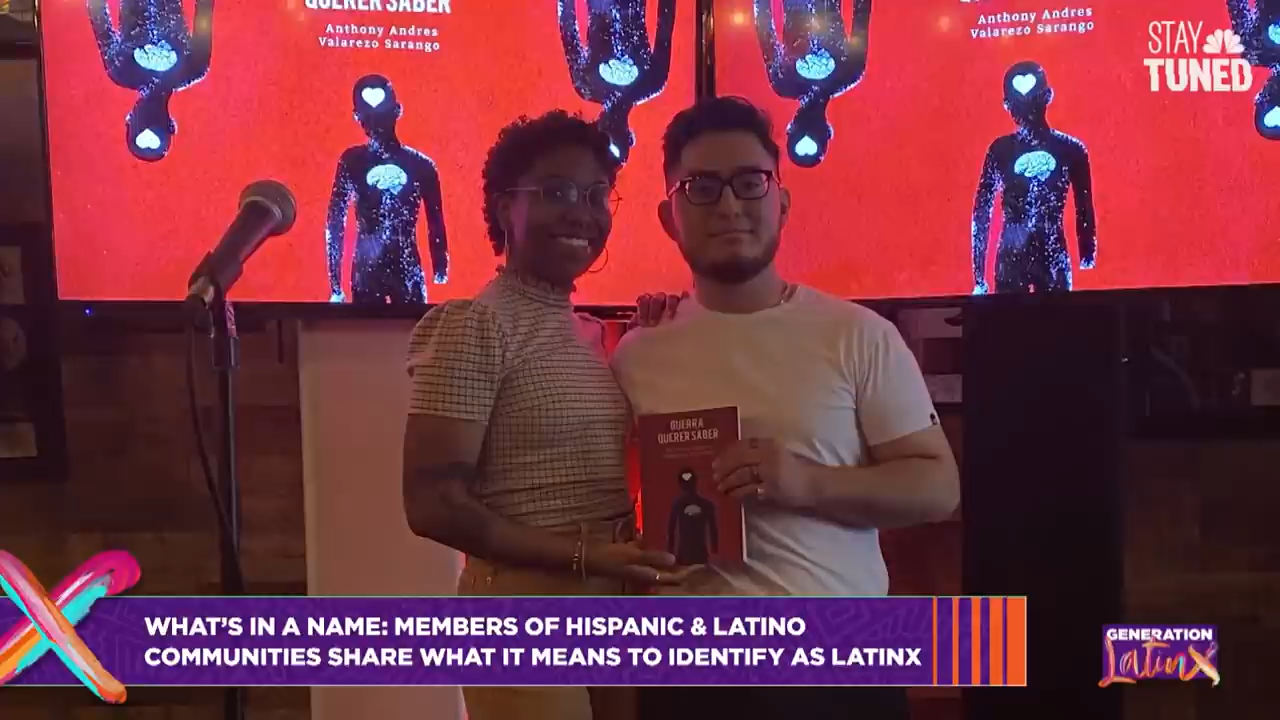 QUERER SABER
Anthony Andres
Valarezo Sarango
Anthony Andres
Valarezo Sarango
STAY
TUNED
GUERRA
QUERER SABER
WHAT'S IN A NAME: MEMBERS OF HISPANIC & LATINO
COMMUNITIES SHARE WHAT IT MEANS TO IDENTIFY AS LATINX
GENERATION
LatinX